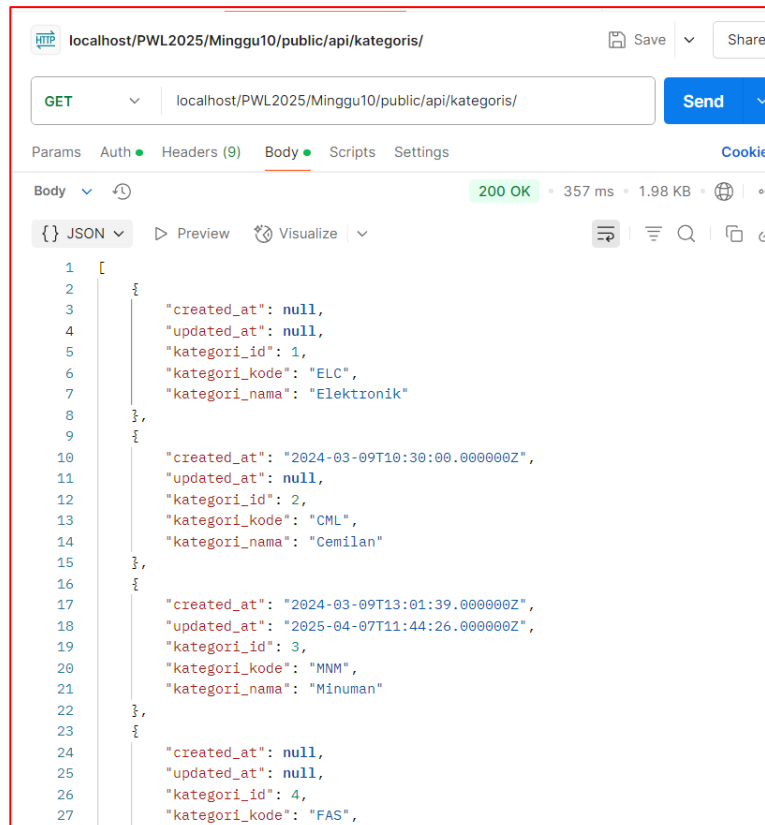 HTTP localhost/PWL2025/Minggu10/public/api/kategoris/ Save Share
GET localhost/PWL2025/Minggu10/public/api/kategoris/ Send
Params Auth Headers (9) Body Scripts Settings Cookie
Body 200 OK 357 ms 1.98 KB
{} JSON Preview Visualize
1 [
2 {
3 "created_at": null,
4 "updated_at": null,
5 "kategori_id": 1,
6 "kategori_kode": "ELC",
7 "kategori_nama": "Elektronik"
8 },
9 {
10 "created_at": "2024-03-09T10:30:00.000000Z",
11 "updated_at": null,
12 "kategori_id": 2,
13 "kategori_kode": "CML",
14 "kategori_nama": "Cemilan"
15 },
16 {
17 "created_at": "2024-03-09T13:01:39.000000Z",
18 "updated_at": "2025-04-07T11:44:26.000000Z",
19 "kategori_id": 3,
20 "kategori_kode": "MNM",
21 "kategori_nama": "Minuman"
22 },
23 {
24 "created_at": null,
25 "updated_at": null,
26 "kategori_id": 4,
27 "kategori_kode": "FAS",